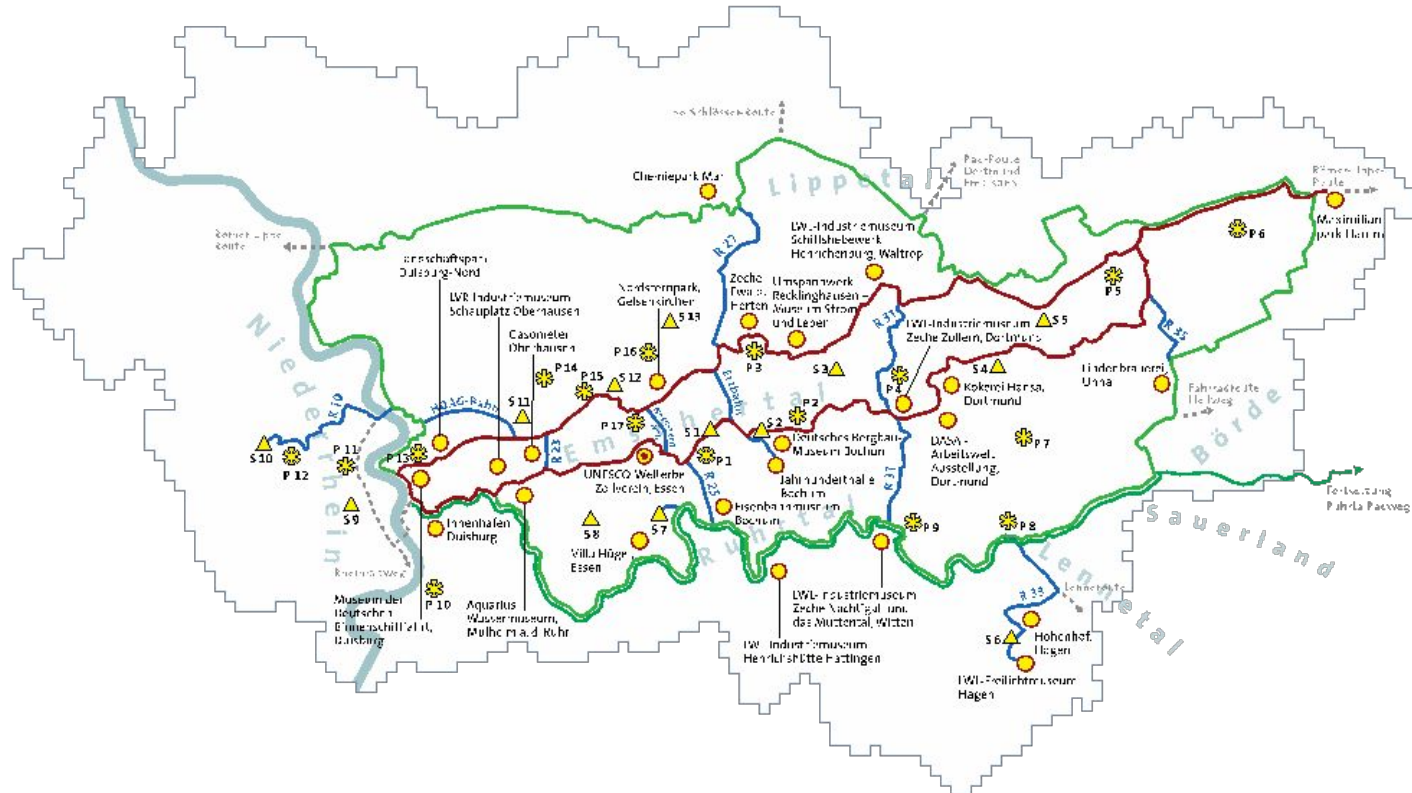 Chemiepark Marl
Lippetal
R 27
LWL-Industriemuseum
Schiffshebewerk
Henrichenburg, Waltrop
Umspannwerk
Recklinghausen –
Museum Strom
und Leben
Zeche
Ewald,
Herten
Nordsternpark,
Gelsenkirchen
Landschaftspark
Duisburg-Nord
LVR-Industriemuseum
Schauplatz Oberhausen
Gasometer
Oberhausen
Maximilian
park Hamm
P 6
P 5
S 5
R 35
R 31
LWL-Industriemuseum
Zeche Zollern, Dortmund
S 4
Kokerei Hansa,
Dortmund
Lindenbrauerei,
Unna
S 13
P 16
P 15
S 12
P 14
S 11
P 3
S 3
P 4
P 2
Erzbahn
HOAG-Bahn
Niederrhein
Emschertal
R 10
S 10
P 12
P 11
P 13
S 9
R 23
P 17
S 1
P 1
S 2
Deutsches Bergbau-
Museum Bochum
Jahrhunderthalle
Bochum
DASA–
Arbeitswelt
Ausstellung,
Dortmund
P 7
Börde
UNESCO Welterbe
Zollverein, Essen
R 25
R 31
Eisenbahnmuseum
Bochum
Innenhafen
Duisburg
S 8
S 7
Villa Hügel
Essen
Ruhrtal
P 9
P 8
Sauerland
Lennetal
P 10
Museum der
Deutschen
Binnenschifffahrt,
Duisburg
Aquarius
Wassermuseum,
Mülheim a.d. Ruhr
LWL-Industriemuseum
Henrichshütte Hattingen
LWL-Industriemuseum
Zeche Nachtigall und
das Muttental, Witten
R 33
S 6
Hohenhof,
Hagen
LWL-Freilichtmuseum
Hagen